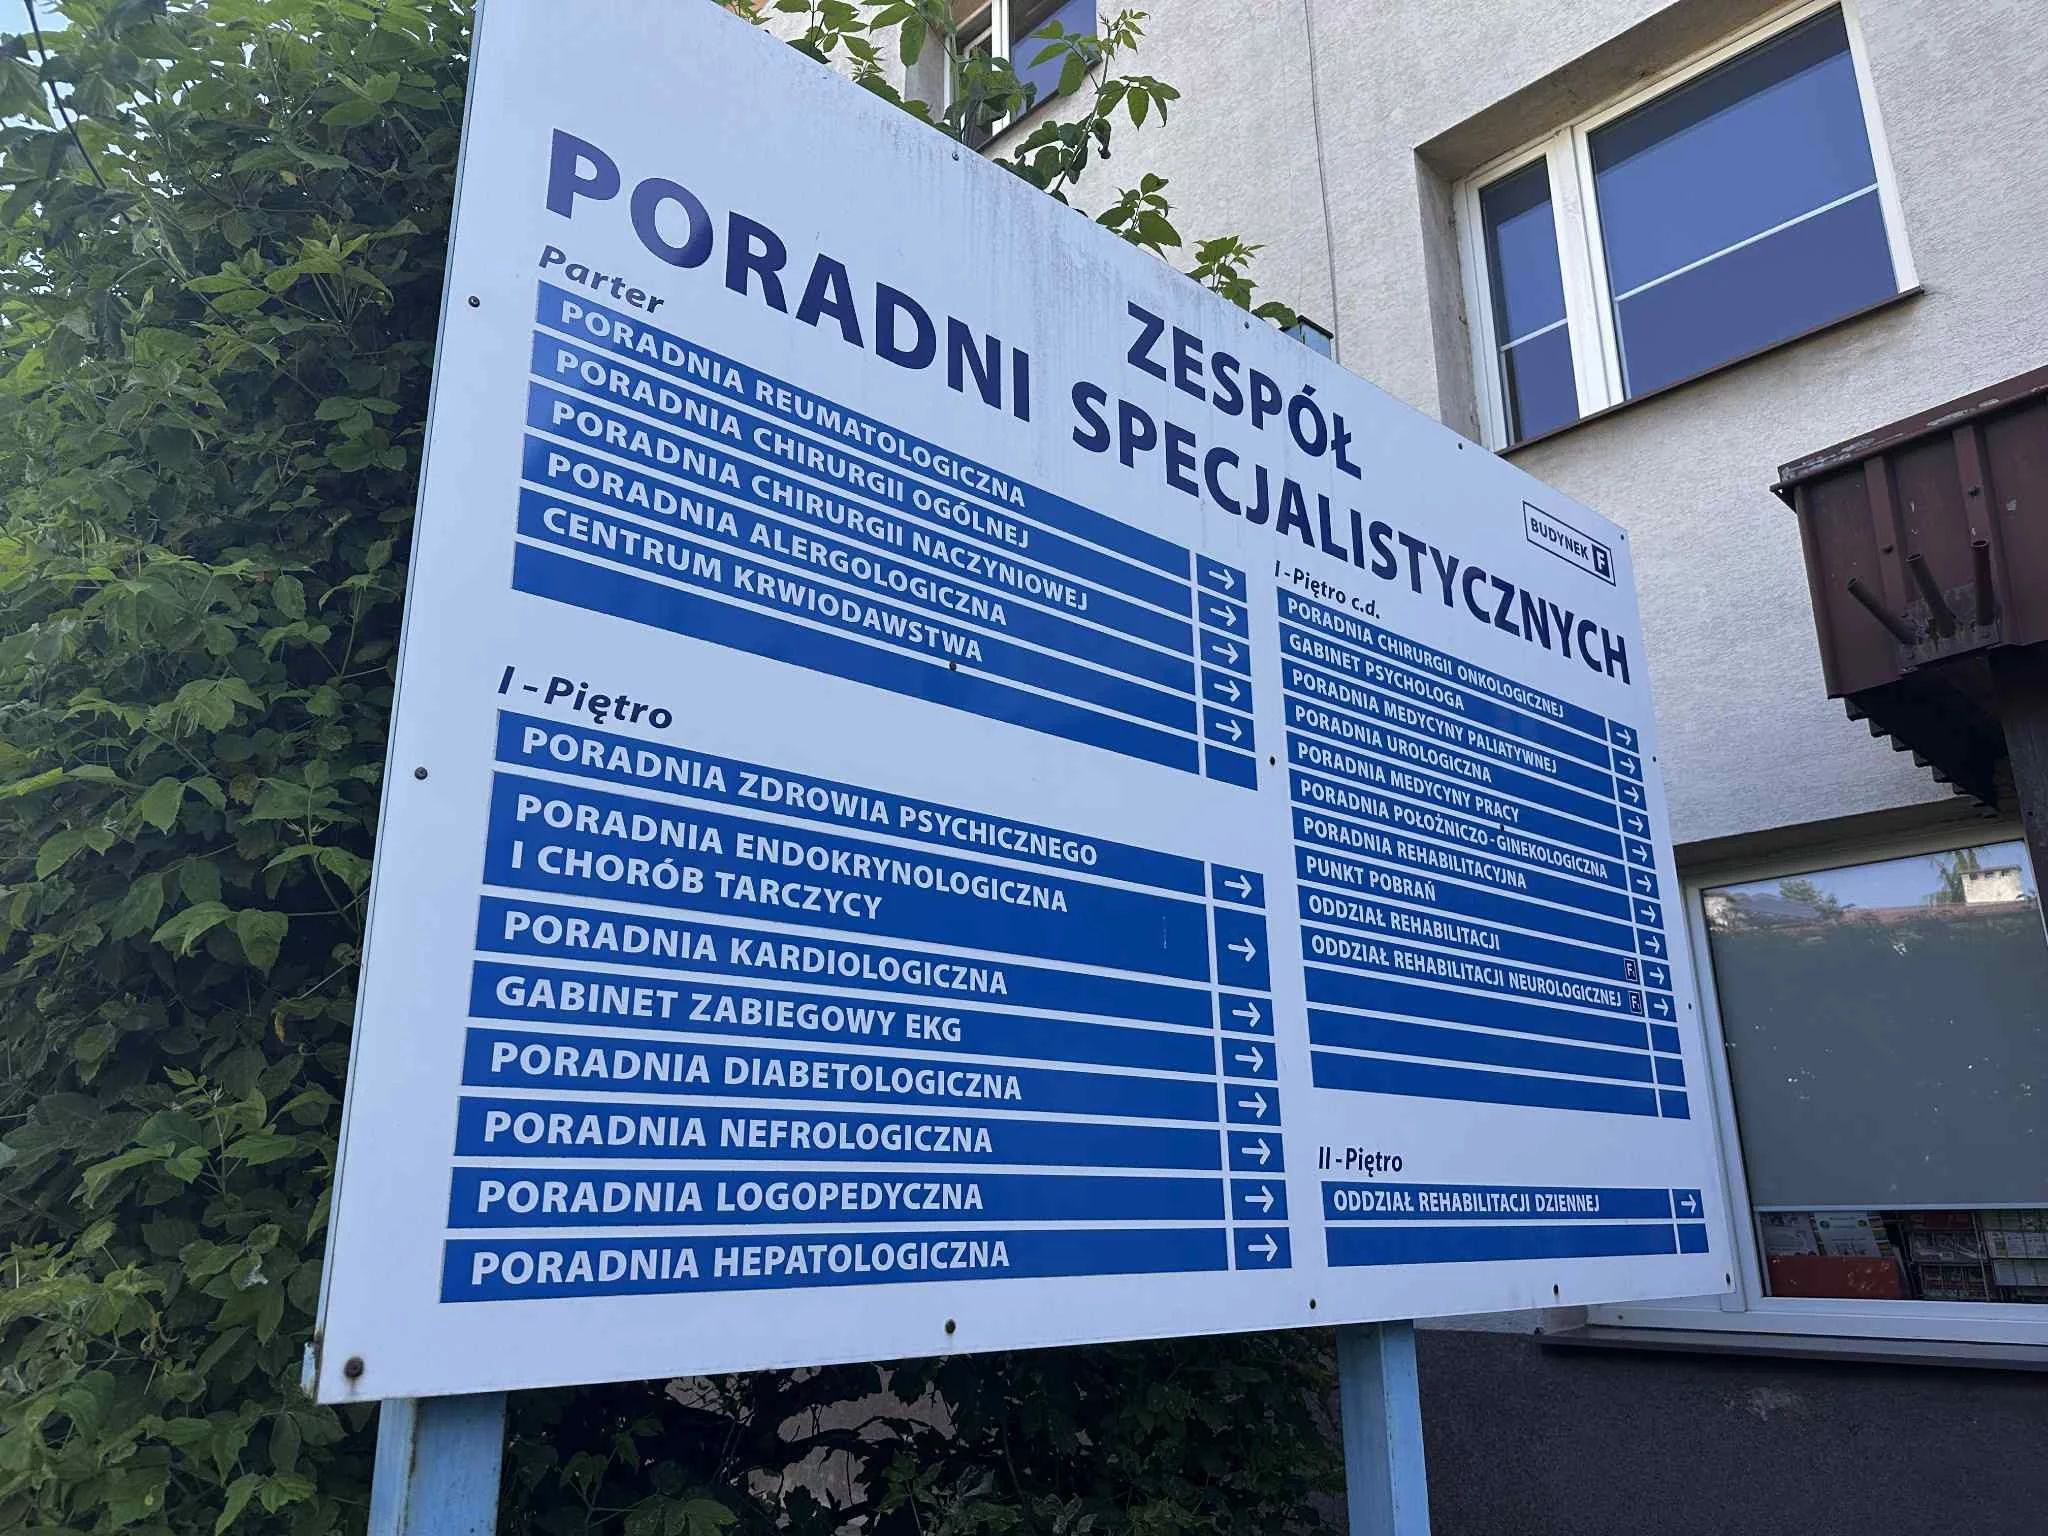 ZESPÓŁ
PORADNI SPECJALISTYCZNYCH
BUDYNEK F
Parter
PORADNIA REUMATOLOGICZNA →
PORADNIA CHIRURGII OGÓLNEJ →
PORADNIA CHIRURGII NACZYNIOWEJ →
PORADNIA ALERGOLOGICZNA →
CENTRUM KRWIODAWSTWA →
I - Piętro
PORADNIA ZDROWIA PSYCHICZNEGO →
PORADNIA ENDOKRYNOLOGICZNA
I CHORÓB TARCZYCY →
PORADNIA KARDIOLOGICZNA →
GABINET ZABIEGOWY EKG →
PORADNIA DIABETOLOGICZNA →
PORADNIA NEFROLOGICZNA →
PORADNIA LOGOPEDYCZNA →
PORADNIA HEPATOLOGICZNA →
I - Piętro c.d.
PORADNIA CHIRURGII ONKOLOGICZNEJ →
GABINET PSYCHOLOGA →
PORADNIA MEDYCYNY PALIATYWNEJ →
PORADNIA UROLOGICZNA →
PORADNIA MEDYCYNY PRACY →
PORADNIA POŁOŻNICZO - GINEKOLOGICZNA →
PORADNIA REHABILITACYJNA →
PUNKT POBRAŃ →
ODDZIAŁ REHABILITACJI F →
ODDZIAŁ REHABILITACJI NEUROLOGICZNEJ F →
II - Piętro
ODDZIAŁ REHABILITACJI DZIENNEJ →